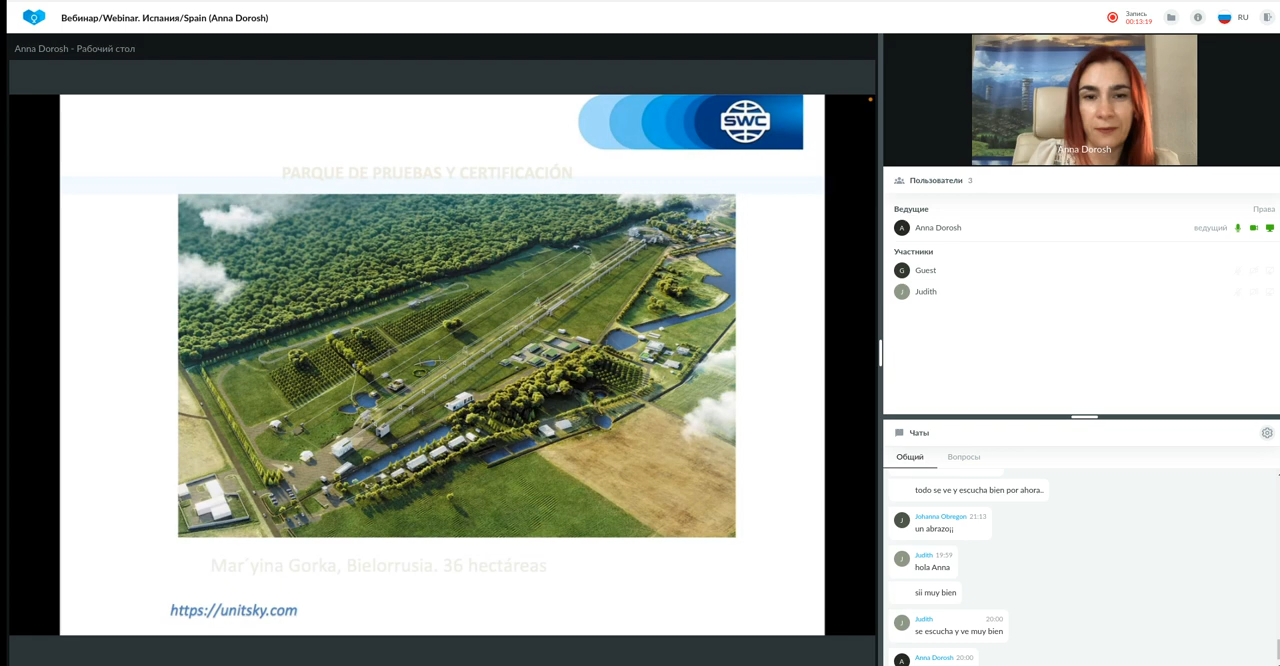 Вебинар/Webinar. Испания/Spain (Anna Dorosh)
Запись
00:13:19
RU
Anna Dorosh - Рабочий стол
SWC
PARQUE DE PRUEBAS Y CERTIFICACIÓN
Mar´yina Gorka, Bielorrusia. 36 hectáreas
https://unitsky.com
Anna Dorosh
Пользователи 3
Ведущие Права
A Anna Dorosh ведущий
Участники
G Guest
J Judith
Чаты
Общий Вопросы
todo se ve y escucha bien por ahora..
J Johanna Obregon 21:13
un abrazo¡¡
J Judith 19:59
hola Anna
sii muy bien
J Judith 20:00
se escucha y ve muy bien
A Anna Dorosh 20:00